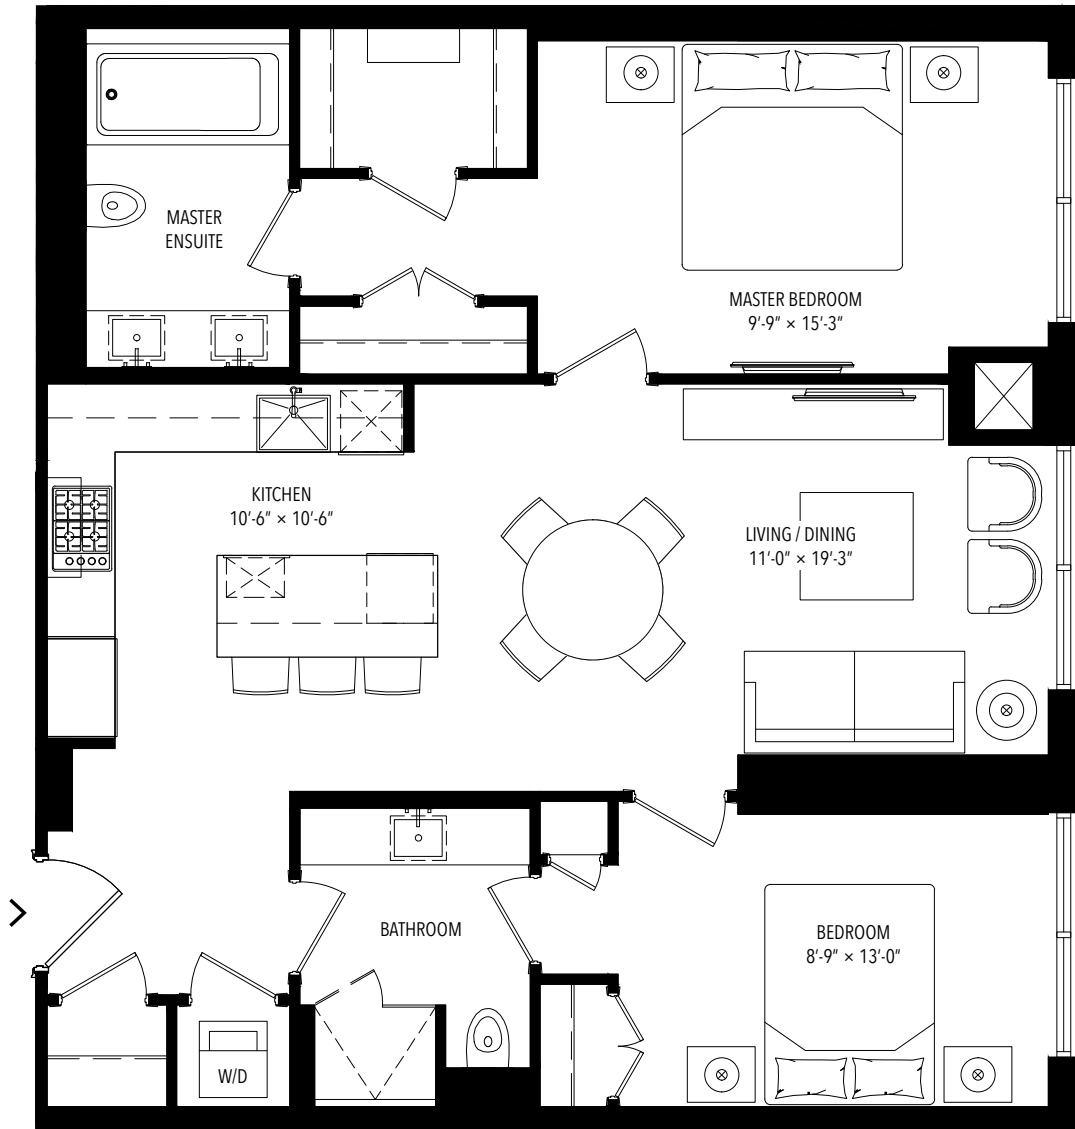 MASTER
ENSUITE
MASTER BEDROOM
9'-9" × 15'-3"
KITCHEN
10'-6" × 10'-6"
LIVING / DINING
11'-0" × 19'-3"
BATHROOM
BEDROOM
8'-9" × 13'-0"
W/D